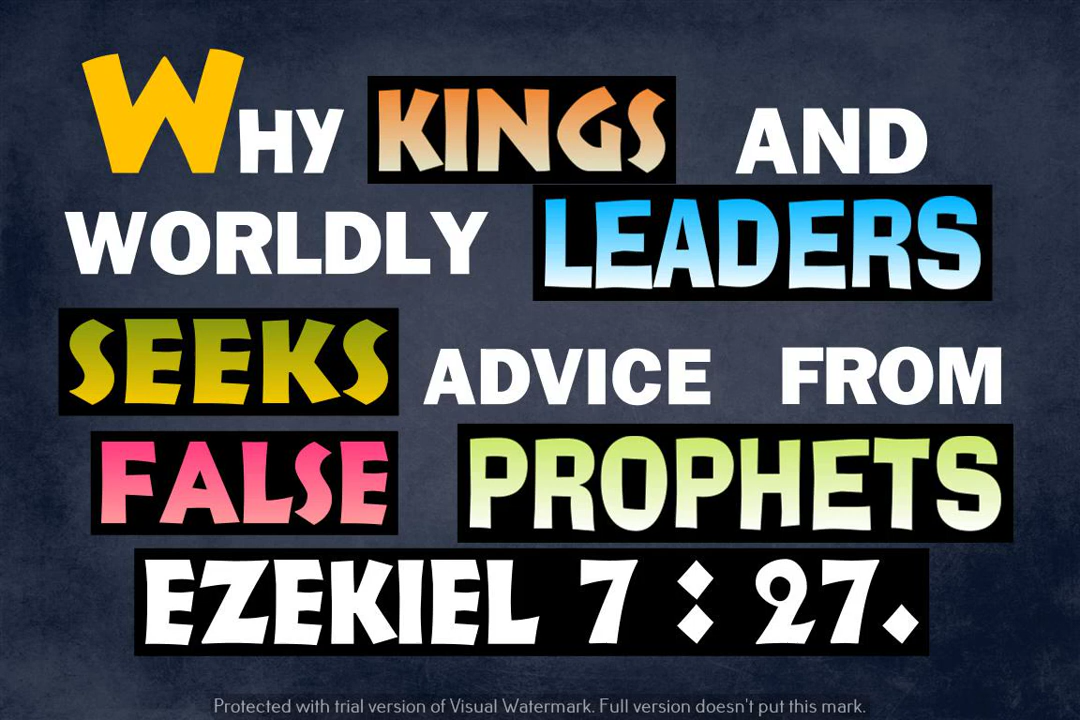 WHY KINGS AND
WORLDLY LEADERS
SEEKS ADVICE FROM
FALSE PROPHETS
EZEKIEL 7 : 27.
Protected with trial version of Visual Watermark. Full version doesn't put this mark.